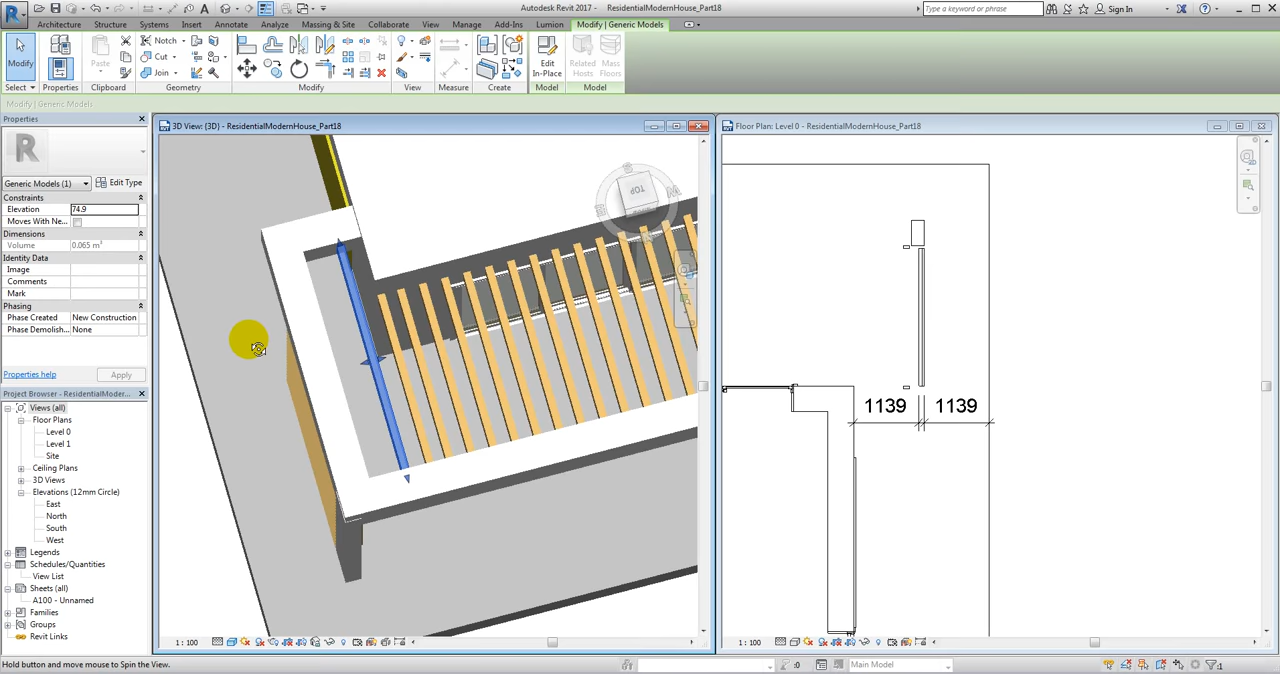 Autodesk Revit 2017 - ResidentialModernHouse_Part18
Type a keyword or phrase
Sign In
Architecture Structure Systems Insert Annotate Analyze Massing & Site Collaborate View Manage Add-Ins Lumion Modify | Generic Models
Modify
Paste
Notch
Cut
Join
Edit
In-Place
Related
Hosts
Mass
Floors
Select Properties Clipboard Geometry Modify View Measure Create Model Model
Modify | Generic Models
Properties
R
Generic Models (1) Edit Type
Constraints
Elevation 74.9
Moves With Ne...
Dimensions
Volume 0.065 m³
Identity Data
Image
Comments
Mark
Phasing
Phase Created New Construction
Phase Demolish... None
Properties help Apply
Project Browser - ResidentialModer...
Views (all)
Floor Plans
Level 0
Level 1
Site
Ceiling Plans
3D Views
Elevations (12mm Circle)
East
North
South
West
Legends
Schedules/Quantities
View List
Sheets (all)
A100 - Unnamed
Families
Groups
Revit Links
3D View: {3D} - ResidentialModernHouse_Part18
TOP
1 : 100
Floor Plan: Level 0 - ResidentialModernHouse_Part18
1139 1139
1 : 100
Hold button and move mouse to Spin the View.
:0
Main Model
:1